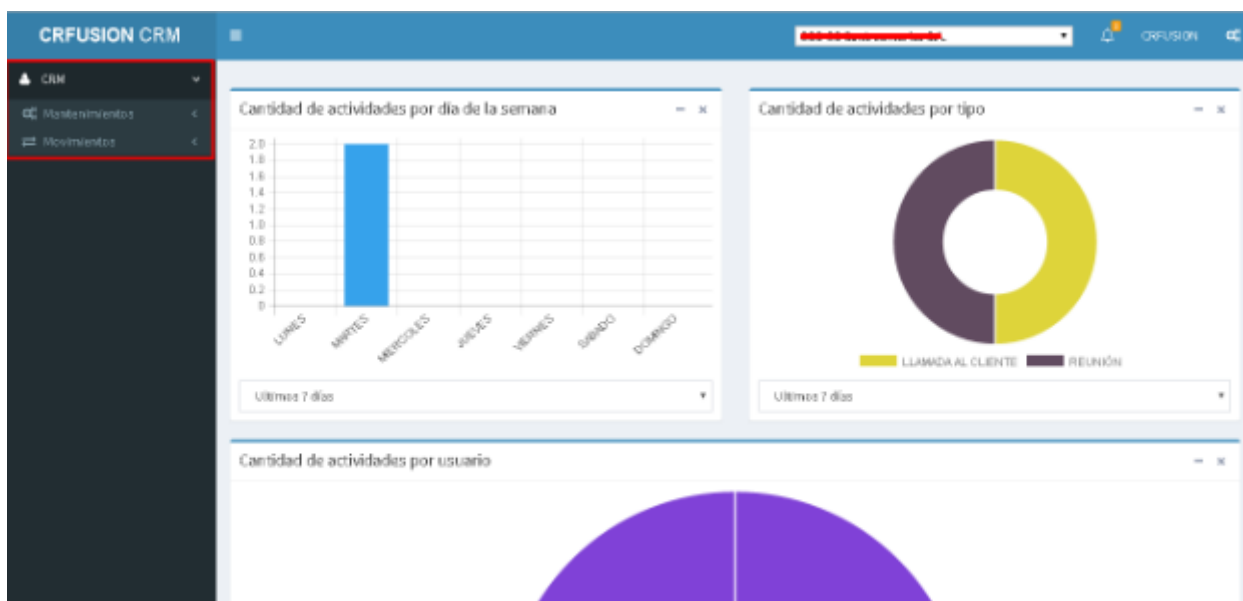 CRFUSION CRM
CRFUSION
CRM
Mantenimientos
Movimientos
Cantidad de actividades por día de la semana
2.0
1.8
1.6
1.4
1.2
1.0
0.8
0.6
0.4
0.2
0
LUNES MARTES MIERCOLES JUEVES VIERNES SABADO DOMINGO
Ultimos 7 días
Cantidad de actividades por tipo
LLAMADA AL CLIENTE REUNIÓN
Ultimos 7 días
Cantidad de actividades por usuario